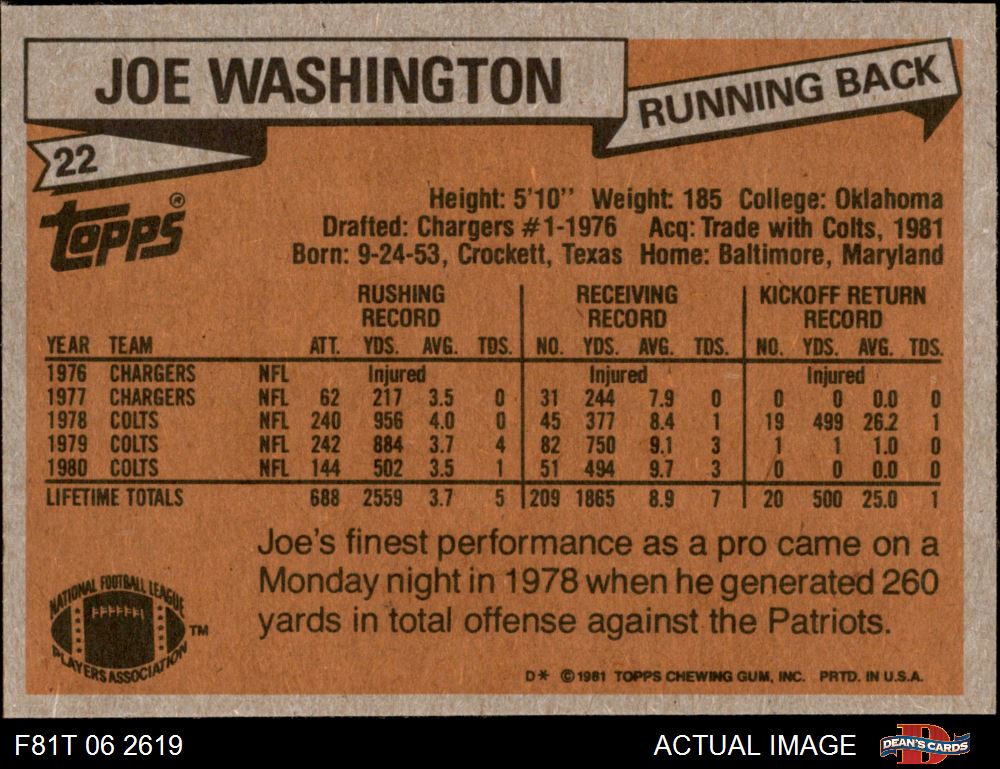 JOE WASHINGTON
RUNNING BACK
22
Topps®
Height: 5'10'' Weight: 185 College: Oklahoma
Drafted: Chargers #1-1976 Acq: Trade with Colts, 1981
Born: 9-24-53, Crockett, Texas Home: Baltimore, Maryland
RUSHING RECORD RECEIVING RECORD KICKOFF RETURN RECORD
YEAR TEAM ATT. YDS. AVG. TDS. NO. YDS. AVG. TDS. NO. YDS. AVG. TDS.
1976 CHARGERS NFL Injured Injured Injured
1977 CHARGERS NFL 62 217 3.5 0 31 244 7.9 0 0 0 0.0 0
1978 COLTS NFL 240 956 4.0 0 45 377 8.4 1 19 499 26.2 1
1979 COLTS NFL 242 884 3.7 4 82 750 9.1 3 1 1 1.0 0
1980 COLTS NFL 144 502 3.5 1 51 494 9.7 3 0 0 0.0 0
LIFETIME TOTALS 688 2559 3.7 5 209 1865 8.9 7 20 500 25.0 1
Joe's finest performance as a pro came on a
Monday night in 1978 when he generated 260
yards in total offense against the Patriots.
NATIONAL FOOTBALL LEAGUE
PLAYERS ASSOCIATION
TM
D* ©1981 TOPPS CHEWING GUM, INC. PRTD. IN U.S.A.
F81T 06 2619
ACTUAL IMAGE
DEAN'S CARDS